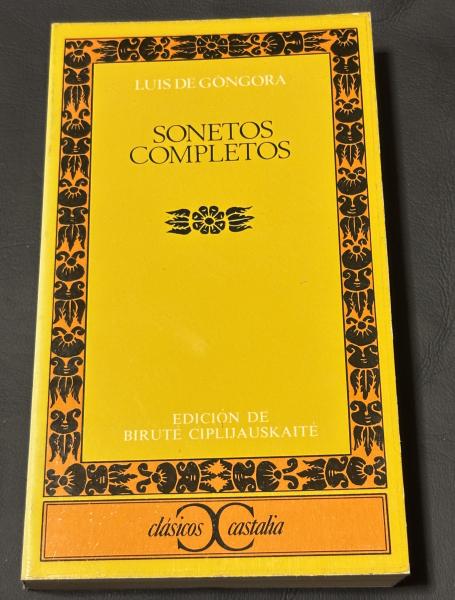 LUIS DE GÓNGORA
SONETOS
COMPLETOS
EDICIÓN DE
BIRUTÉ CIPLIJAUSKAITÉ
clásicos castalia